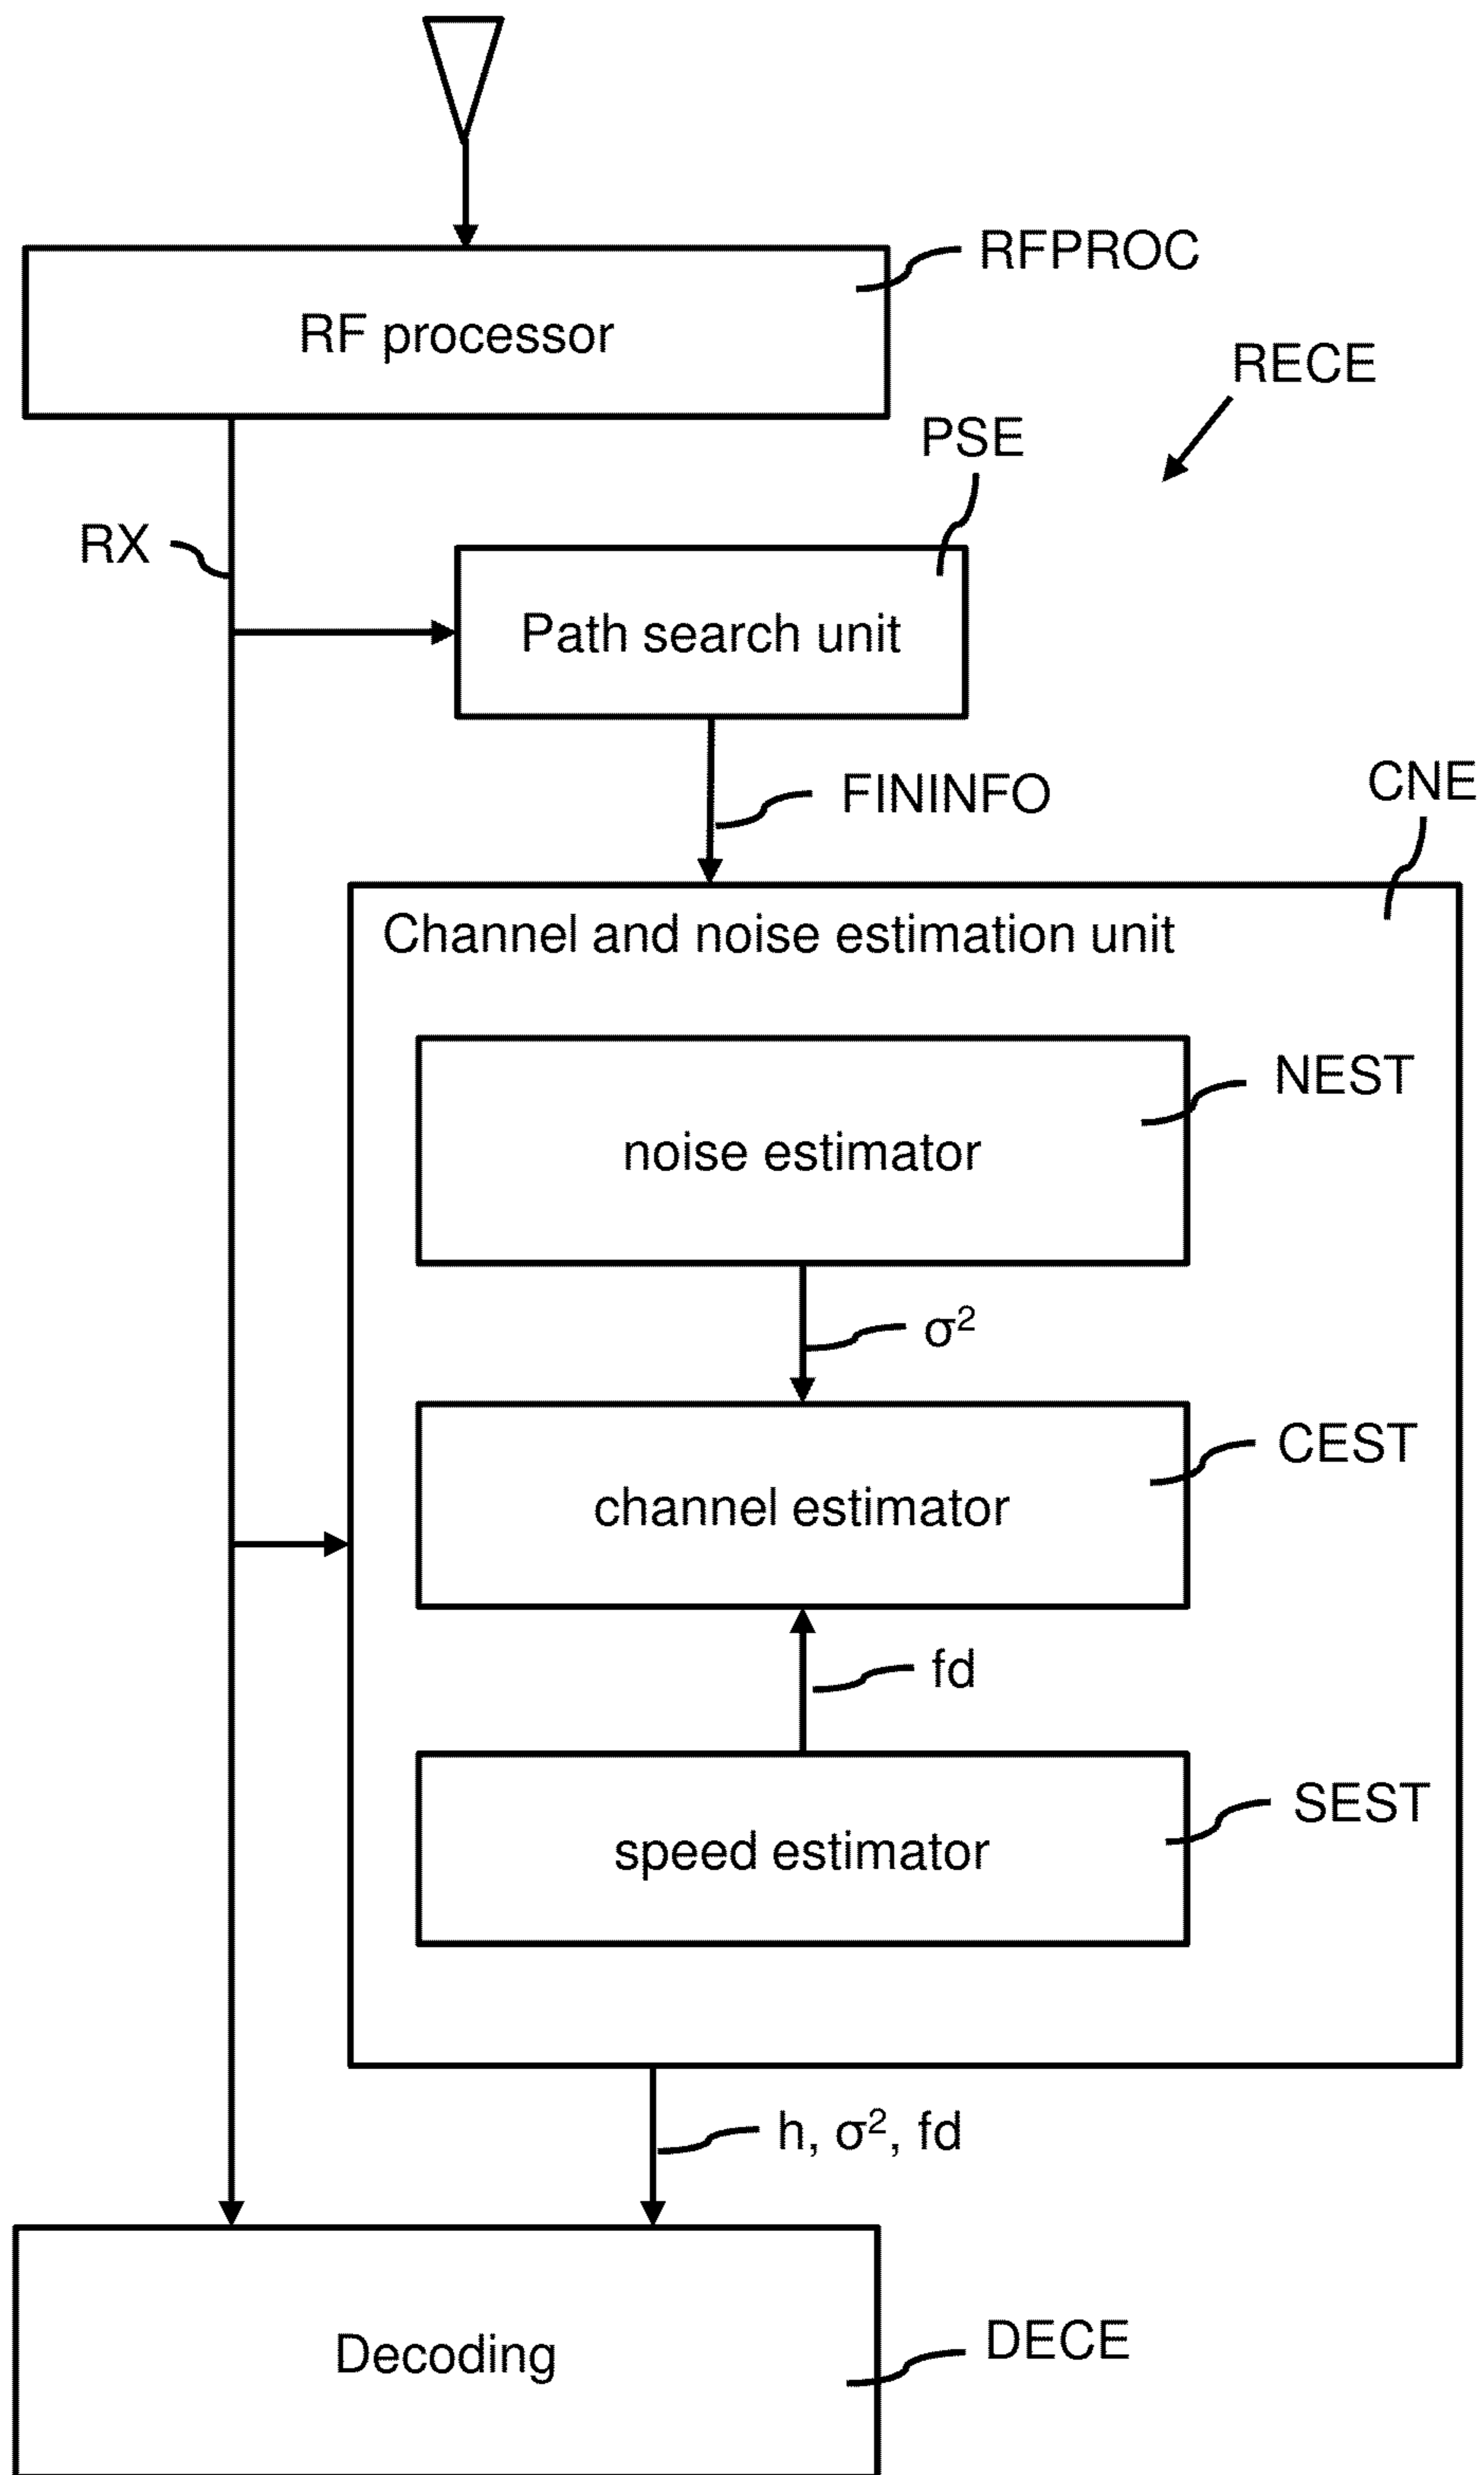 RFPROC
RF processor
RECE
PSE
RX
Path search unit
FININFO
CNE
Channel and noise estimation unit
NEST
noise estimator
σ²
CEST
channel estimator
fd
SEST
speed estimator
h, σ², fd
Decoding
DECE